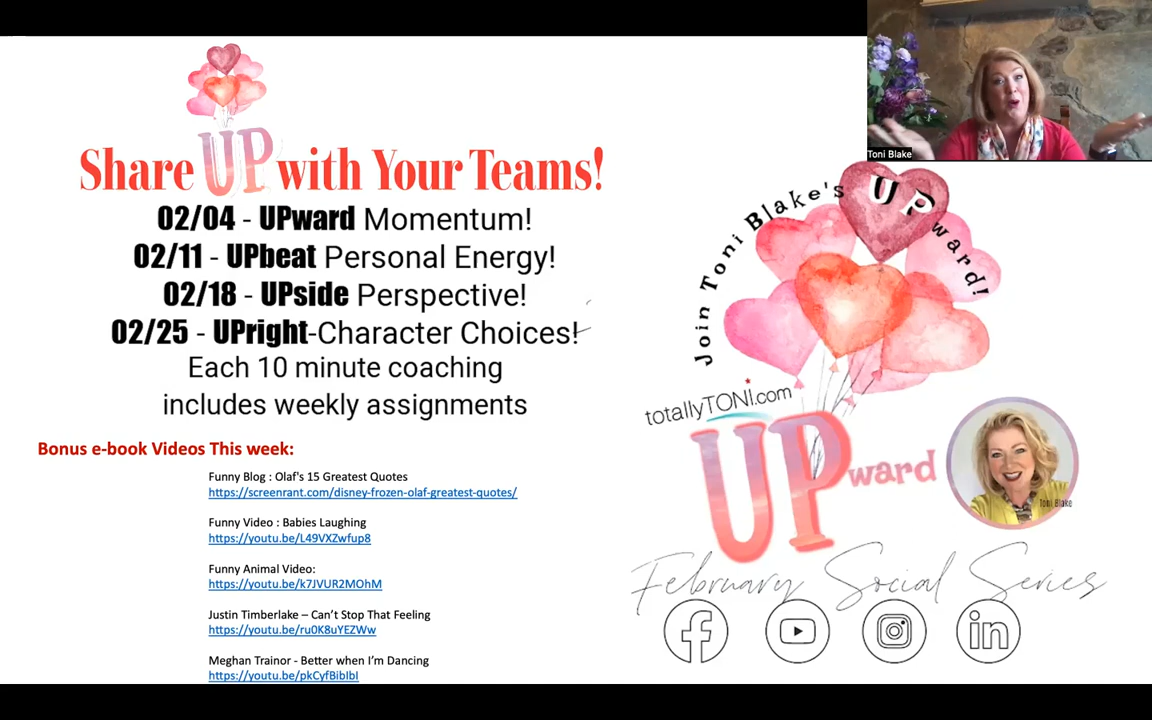 Share UP with Your Teams!
02/04 - UPward Momentum!
02/11 - UPbeat Personal Energy!
02/18 - UPside Perspective!
02/25 - UPright-Character Choices!
Each 10 minute coaching
includes weekly assignments
Bonus e-book Videos This week:
Funny Blog : Olaf's 15 Greatest Quotes
https://screenrant.com/disney-frozen-olaf-greatest-quotes/
Funny Video : Babies Laughing
https://youtu.be/L49VXZwfup8
Funny Animal Video:
https://youtu.be/k7JVUR2MOhM
Justin Timberlake – Can't Stop That Feeling
https://youtu.be/ru0K8uYEZWw
Meghan Trainor - Better when I'm Dancing
https://youtu.be/pkCyfBibIbI
Toni Blake
Join Toni Blake's UPward!
totallyTONI.com
UPward
Toni Blake
February Social Series
f
in